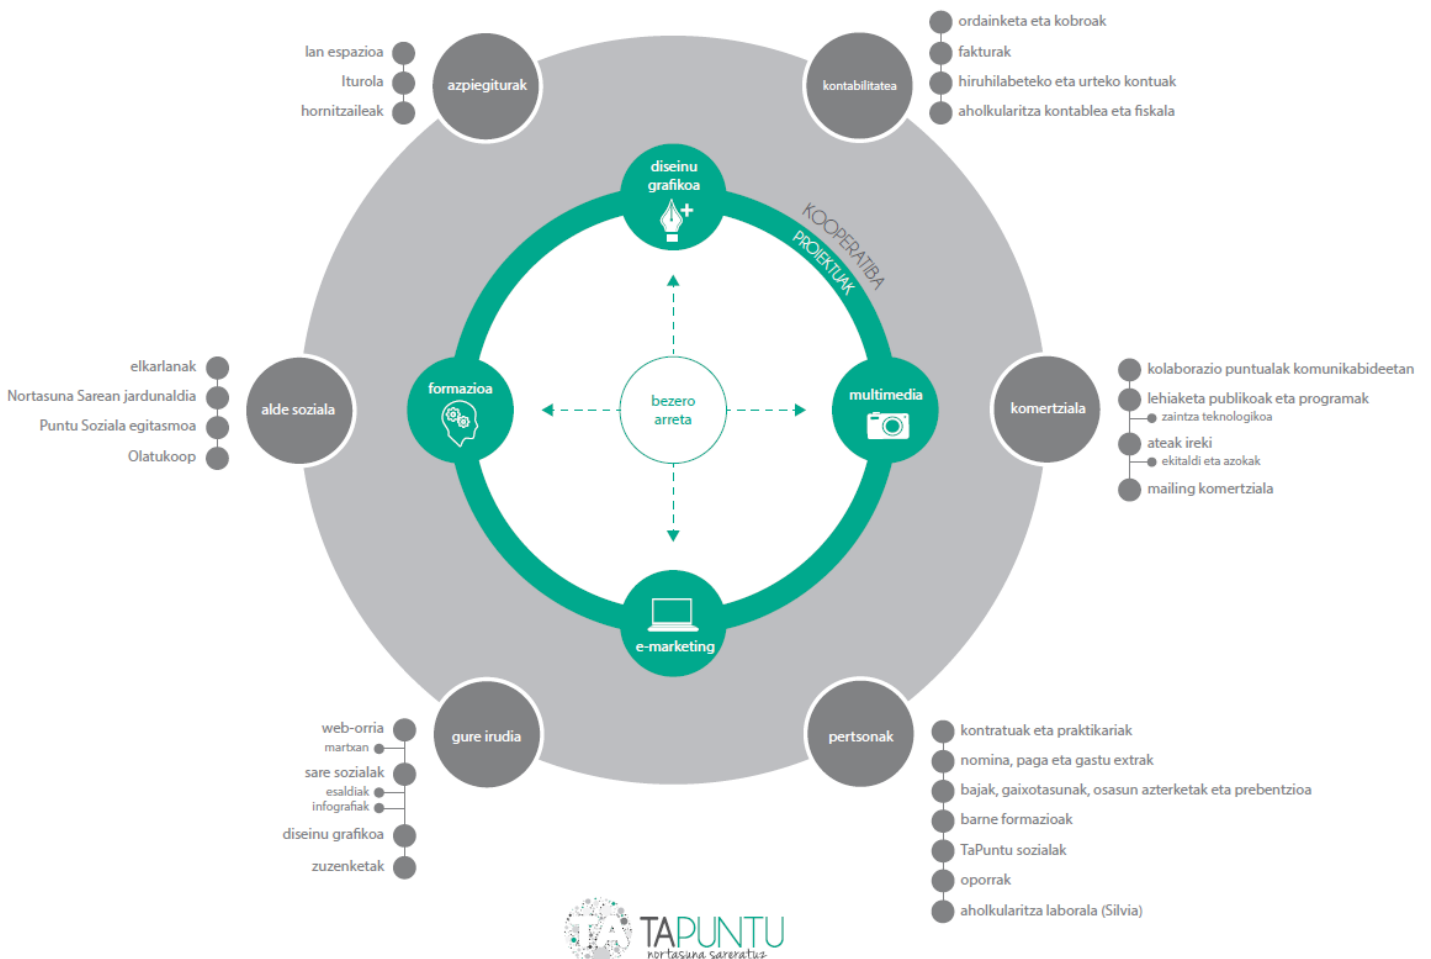 lan espazioa
Iturola
hornitzaileak
azpiegiturak
kontabilitatea
ordainketa eta kobroak
fakturak
hiruhilabeteko eta urteko kontuak
aholkularitza kontablea eta fiskala
diseinu
grafikoa
KOOPERATIBA
PROIEKTUAK
elkarlanak
Nortasuna Sarean jardunaldia
Puntu Soziala egitasmoa
Olatukoop
alde soziala
formazioa
bezero
arreta
multimedia
komertziala
kolaborazio puntualak komunikabideetan
lehiaketa publikoak eta programak
zaintza teknologikoa
ateak ireki
ekitaldi eta azokak
mailing komertziala
e-marketing
web-orria
martxan
sare sozialak
esaldiak
infografiak
diseinu grafikoa
zuzenketak
gure irudia
pertsonak
kontratuak eta praktikariak
nomina, paga eta gastu extrak
bajak, gaixotasunak, osasun azterketak eta prebentzioa
barne formazioak
TaPuntu sozialak
oporrak
aholkularitza laborala (Silvia)
TA
TAPUNTU
nortasuna sareratuz